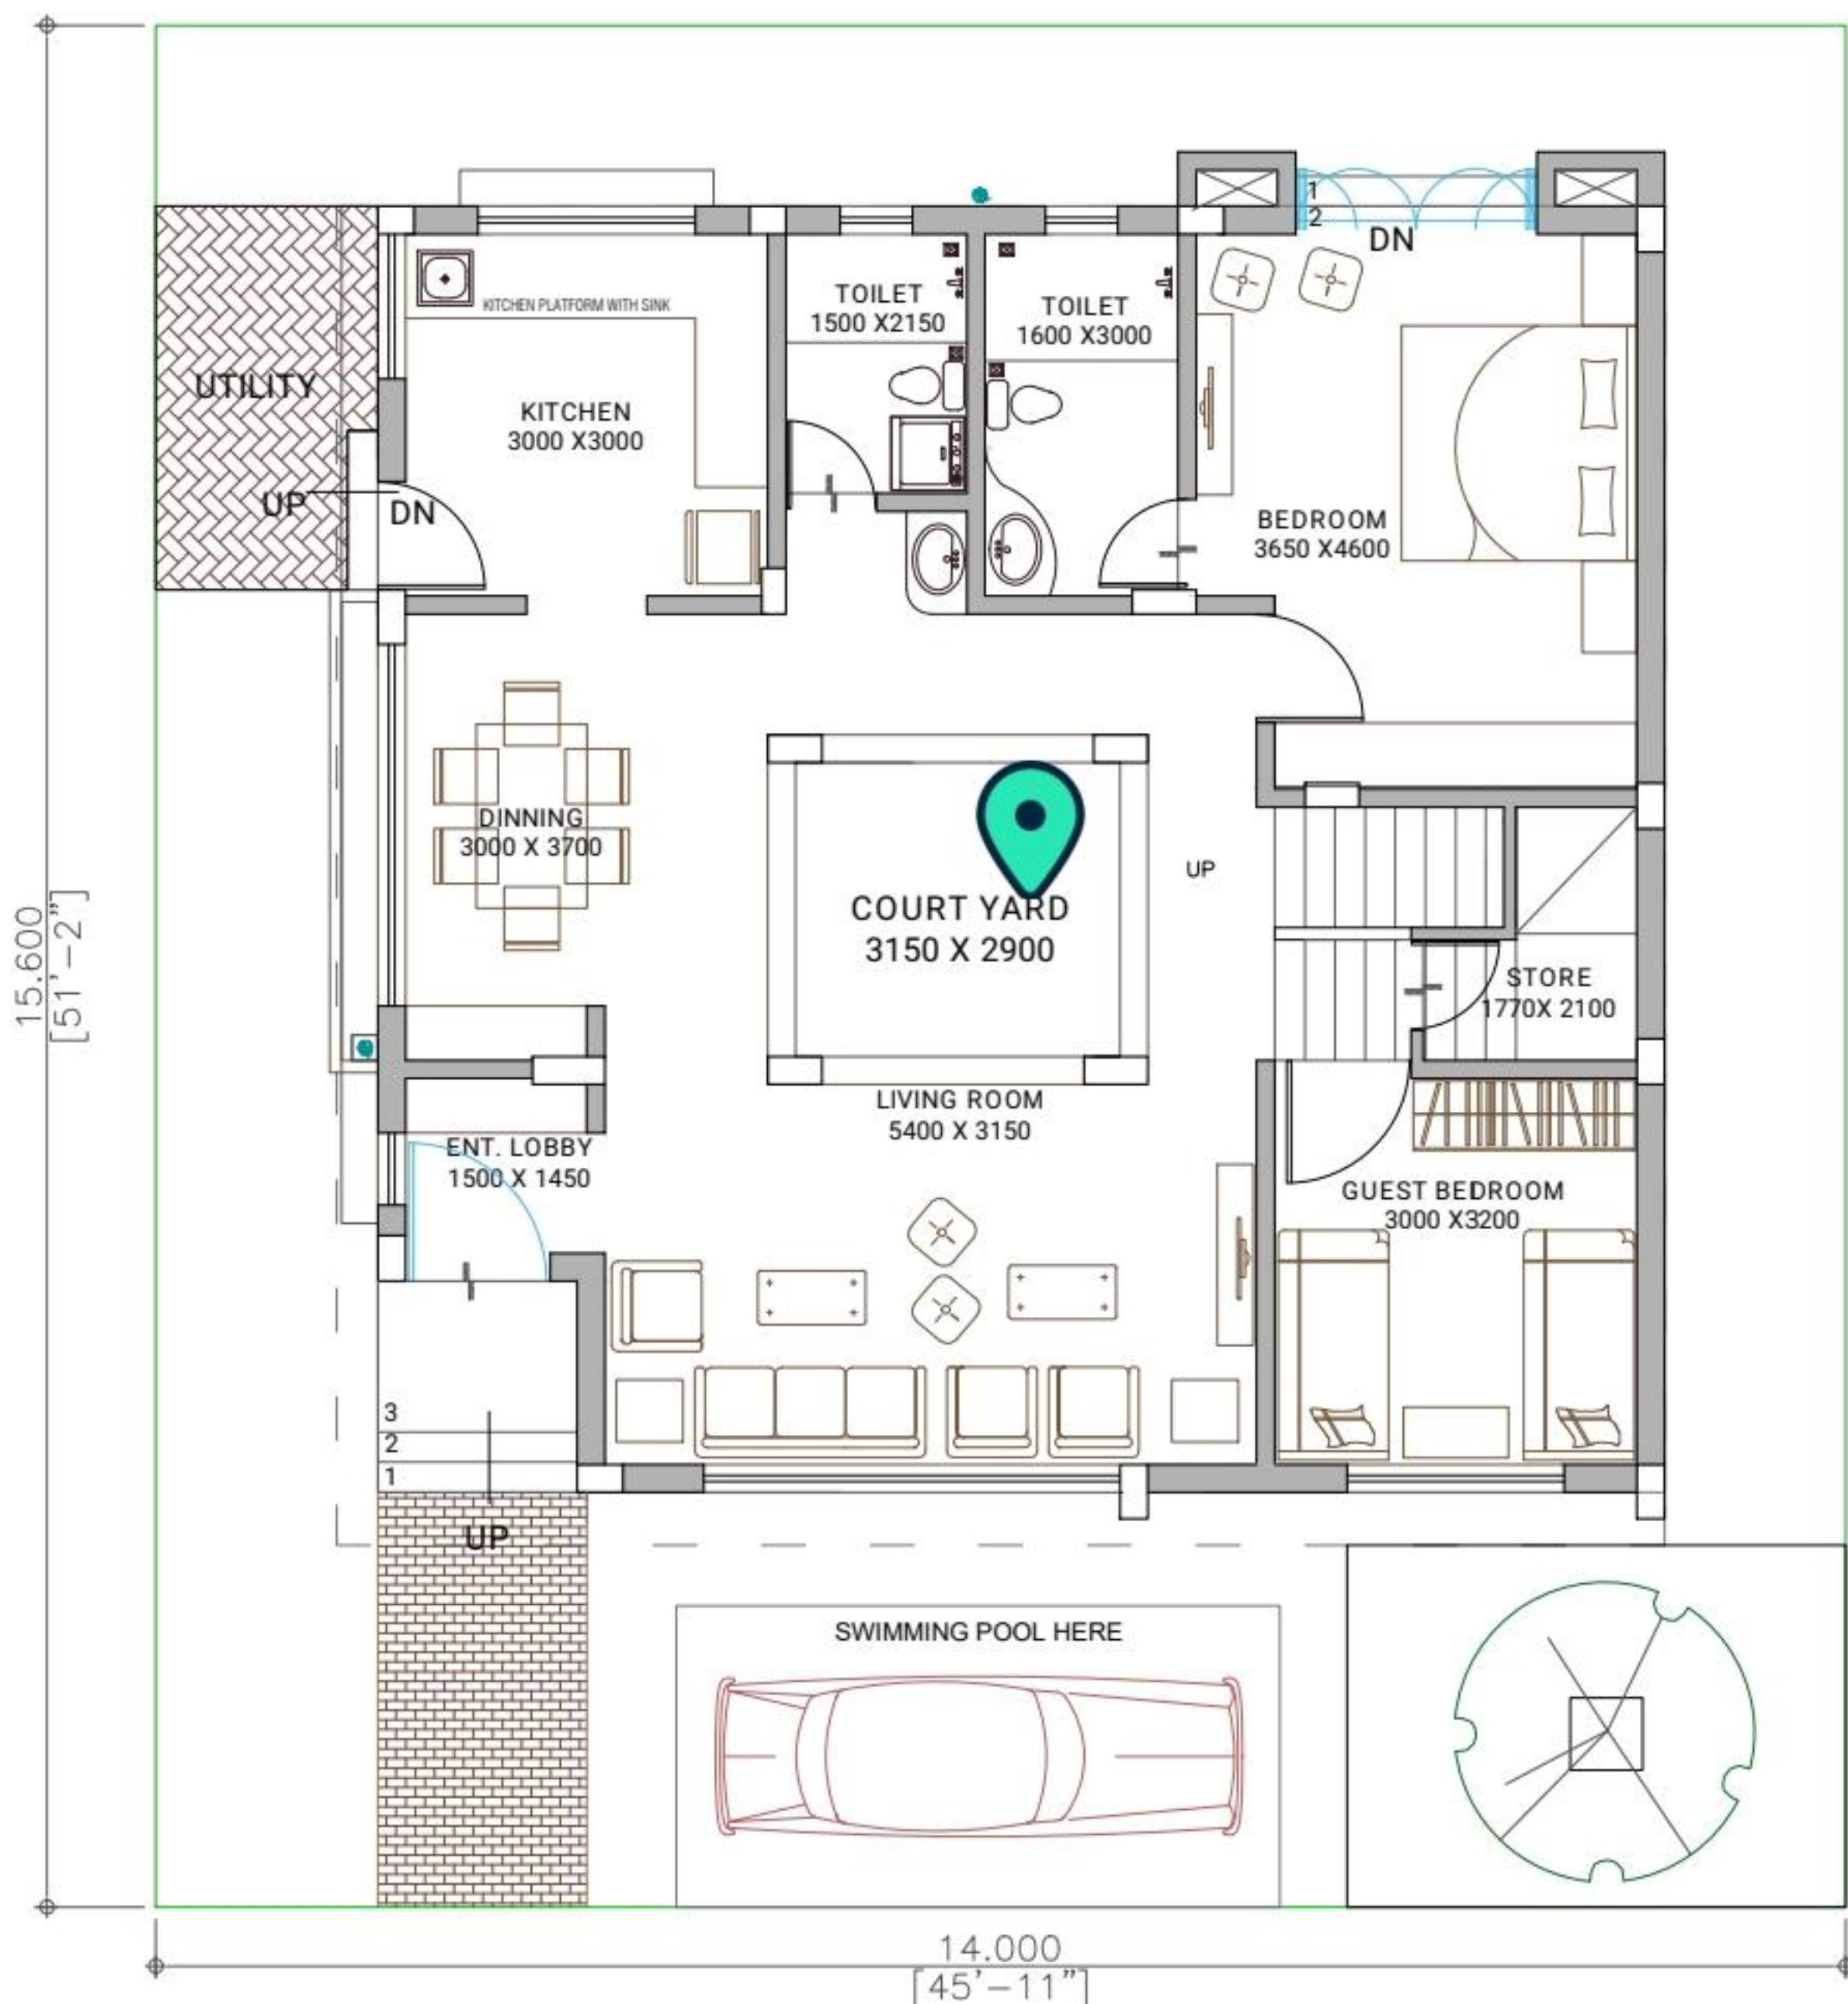 1
2
DN
TOILET
1500 X2150
TOILET
1600 X3000
KITCHEN PLATFORM WITH SINK
UTILITY
KITCHEN
3000 X3000
UP
DN
BEDROOM
3650 X4600
DINNING
3000 X 3700
UP
COURT YARD
3150 X 2900
STORE
1770X 2100
15.600
[51'-2"]
LIVING ROOM
5400 X 3150
ENT. LOBBY
1500 X 1450
GUEST BEDROOM
3000 X3200
3
2
1
UP
SWIMMING POOL HERE
14.000
[45'-11"]